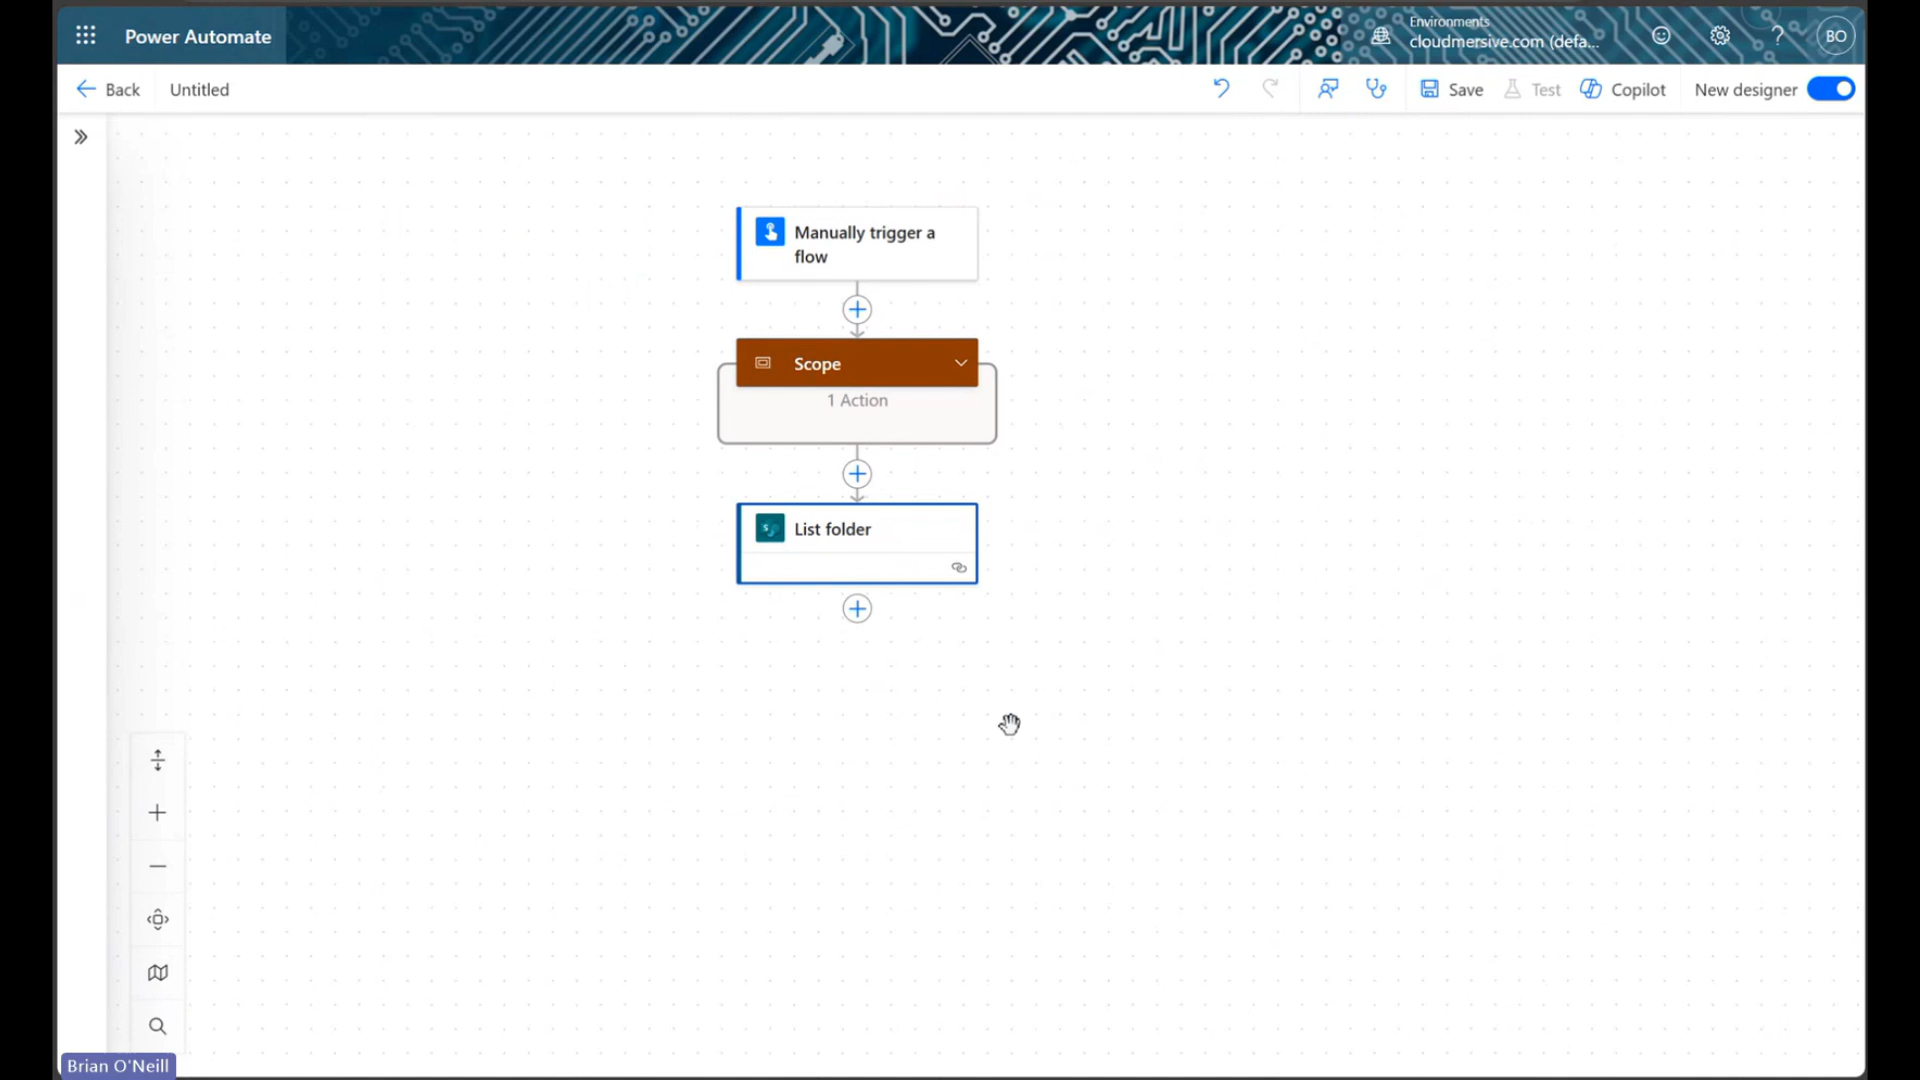 Power Automate
Environments
cloudmersive.com (defa...
BO
Back
Untitled
Save
Test
Copilot
New designer
Manually trigger a
flow
Scope
1 Action
List folder
Brian O'Neill